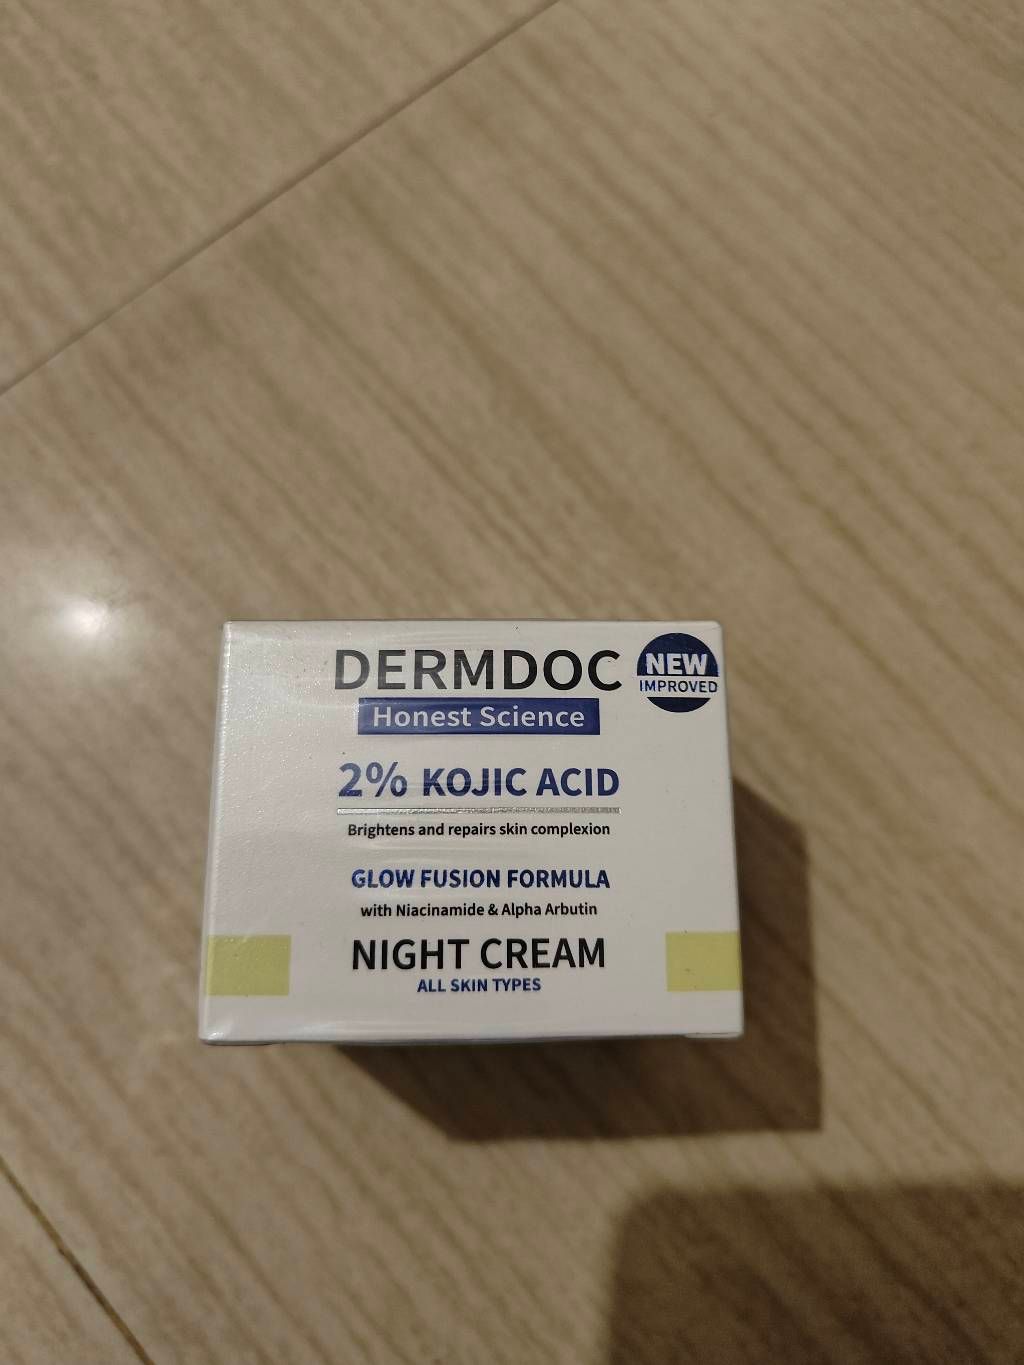 DERMDOC
Honest Science
NEW
IMPROVED
2% KOJIC ACID
Brightens and repairs skin complexion
GLOW FUSION FORMULA
with Niacinamide & Alpha Arbutin
NIGHT CREAM
ALL SKIN TYPES